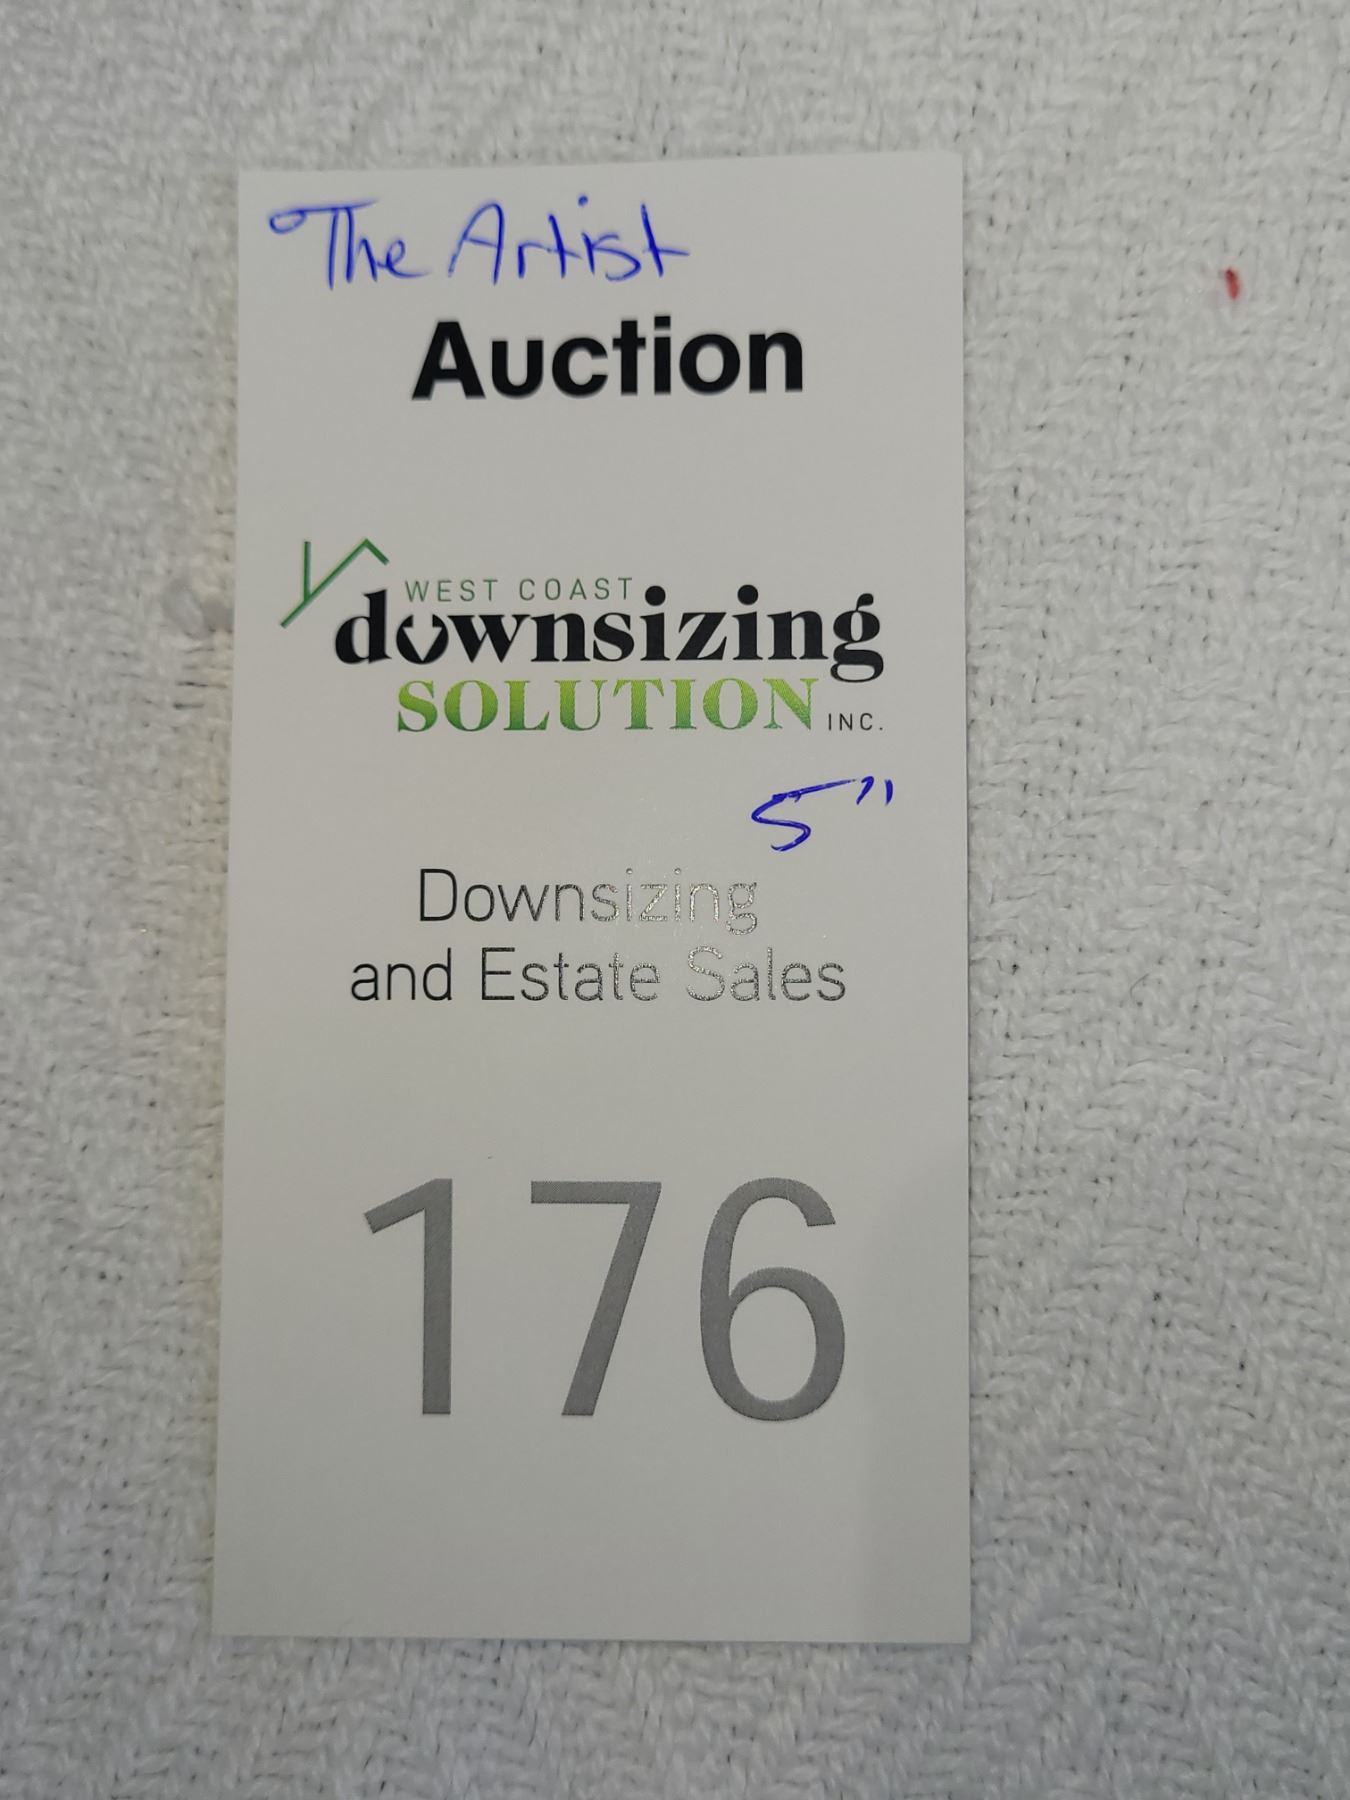 The Artist
Auction
WEST COAST
downsizing
SOLUTION INC.
5"
Downsizing
and Estate Sales
176